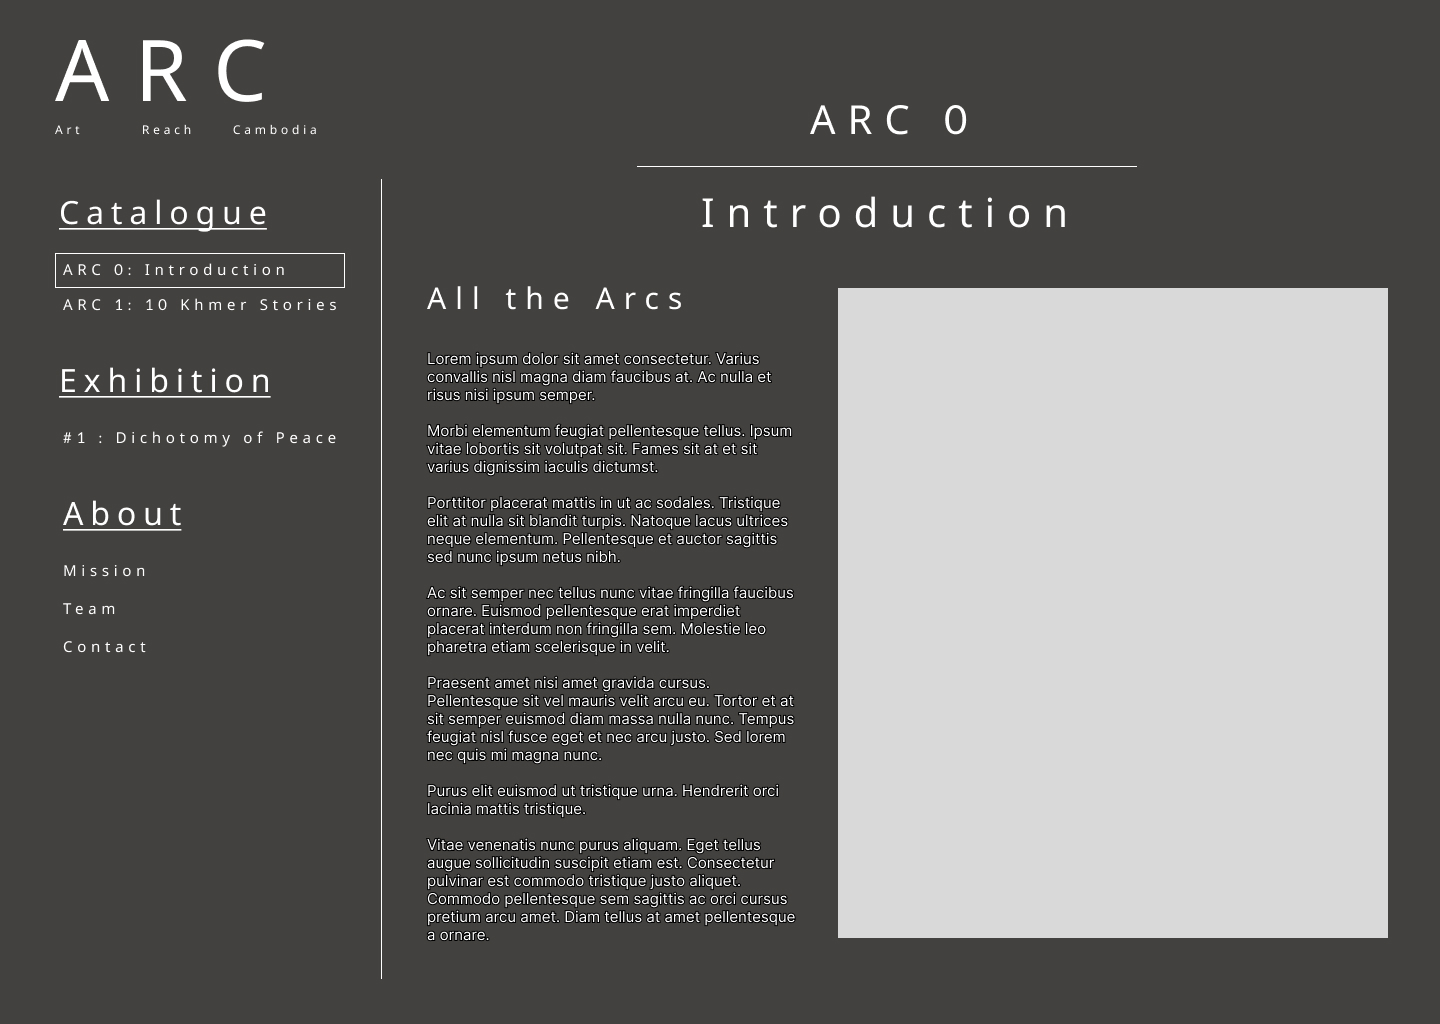 ARC
Art Reach Cambodia
Catalogue
ARC 0: Introduction
ARC 1: 10 Khmer Stories
Exhibition
#1 : Dichotomy of Peace
About
Mission
Team
Contact
ARC 0
Introduction
All the Arcs
Lorem ipsum dolor sit amet consectetur. Varius
convallis nisl magna diam faucibus at. Ac nulla et
risus nisi ipsum semper.
Morbi elementum feugiat pellentesque tellus. Ipsum
vitae lobortis sit volutpat sit. Fames sit at et sit
varius dignissim iaculis dictumst.
Porttitor placerat mattis in ut ac sodales. Tristique
elit at nulla sit blandit turpis. Natoque lacus ultrices
neque elementum. Pellentesque et auctor sagittis
sed nunc ipsum netus nibh.
Ac sit semper nec tellus nunc vitae fringilla faucibus
ornare. Euismod pellentesque erat imperdiet
placerat interdum non fringilla sem. Molestie leo
pharetra etiam scelerisque in velit.
Praesent amet nisi amet gravida cursus.
Pellentesque sit vel mauris velit arcu eu. Tortor et at
sit semper euismod diam massa nulla nunc. Tempus
feugiat nisl fusce eget et nec arcu justo. Sed lorem
nec quis mi magna nunc.
Purus elit euismod ut tristique urna. Hendrerit orci
lacinia mattis tristique.
Vitae venenatis nunc purus aliquam. Eget tellus
augue sollicitudin suscipit etiam est. Consectetur
pulvinar est commodo tristique justo aliquet.
Commodo pellentesque sem sagittis ac orci cursus
pretium arcu amet. Diam tellus at amet pellentesque
a ornare.